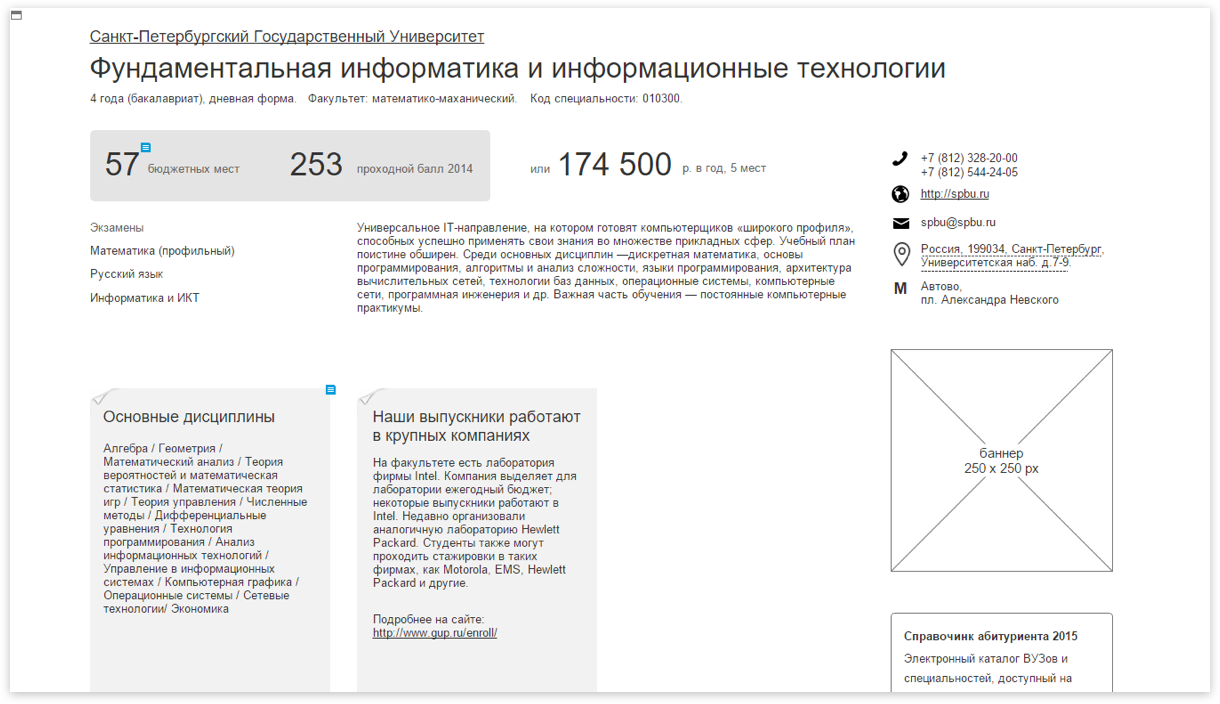 Санкт-Петербургский Государственный Университет
Фундаментальная информатика и информационные технологии
4 года (бакалавриат), дневная форма. Факультет: математико-маханический. Код специальности: 010300.
57 бюджетных мест 253 проходной балл 2014 или 174 500 р. в год, 5 мест
Экзамены
Математика (профильный)
Русский язык
Информатика и ИКТ
Универсальное IT-направление, на котором готовят компьютерщиков «широкого профиля»,
способных успешно применять свои знания во множестве прикладных сфер. Учебный план
поистине обширен. Среди основных дисциплин —дискретная математика, основы
программирования, алгоритмы и анализ сложности, языки программирования, архитектура
вычислительных сетей, технологии баз данных, операционные системы, компьютерные
сети, программная инженерия и др. Важная часть обучения — постоянные компьютерные
практикумы.
+7 (812) 328-20-00
+7 (812) 544-24-05
http://spbu.ru
spbu@spbu.ru
Россия, 199034, Санкт-Петербург,
Университетская наб. д.7-9.
М Автово,
пл. Александра Невского
Основные дисциплины
Алгебра / Геометрия /
Математический анализ / Теория
вероятностей и математическая
статистика / Математическая теория
игр / Теория управления / Численные
методы / Дифференциальные
уравнения / Технология
программирования / Анализ
информационных технологий /
Управление в информационных
системах / Компьютерная графика /
Операционные системы / Сетевые
технологии/ Экономика
Наши выпускники работают
в крупных компаниях
На факультете есть лаборатория
фирмы Intel. Компания выделяет для
лаборатории ежегодный бюджет;
некоторые выпускники работают в
Intel. Недавно организовали
аналогичную лабораторию Hewlett
Packard. Студенты также могут
проходить стажировки в таких
фирмах, как Motorola, EMS, Hewlett
Packard и другие.
Подробнее на сайте:
http://www.gup.ru/enroll/
баннер
250 x 250 px
Справочинк абитуриента 2015
Электронный каталог ВУЗов и
специальностей, доступный на